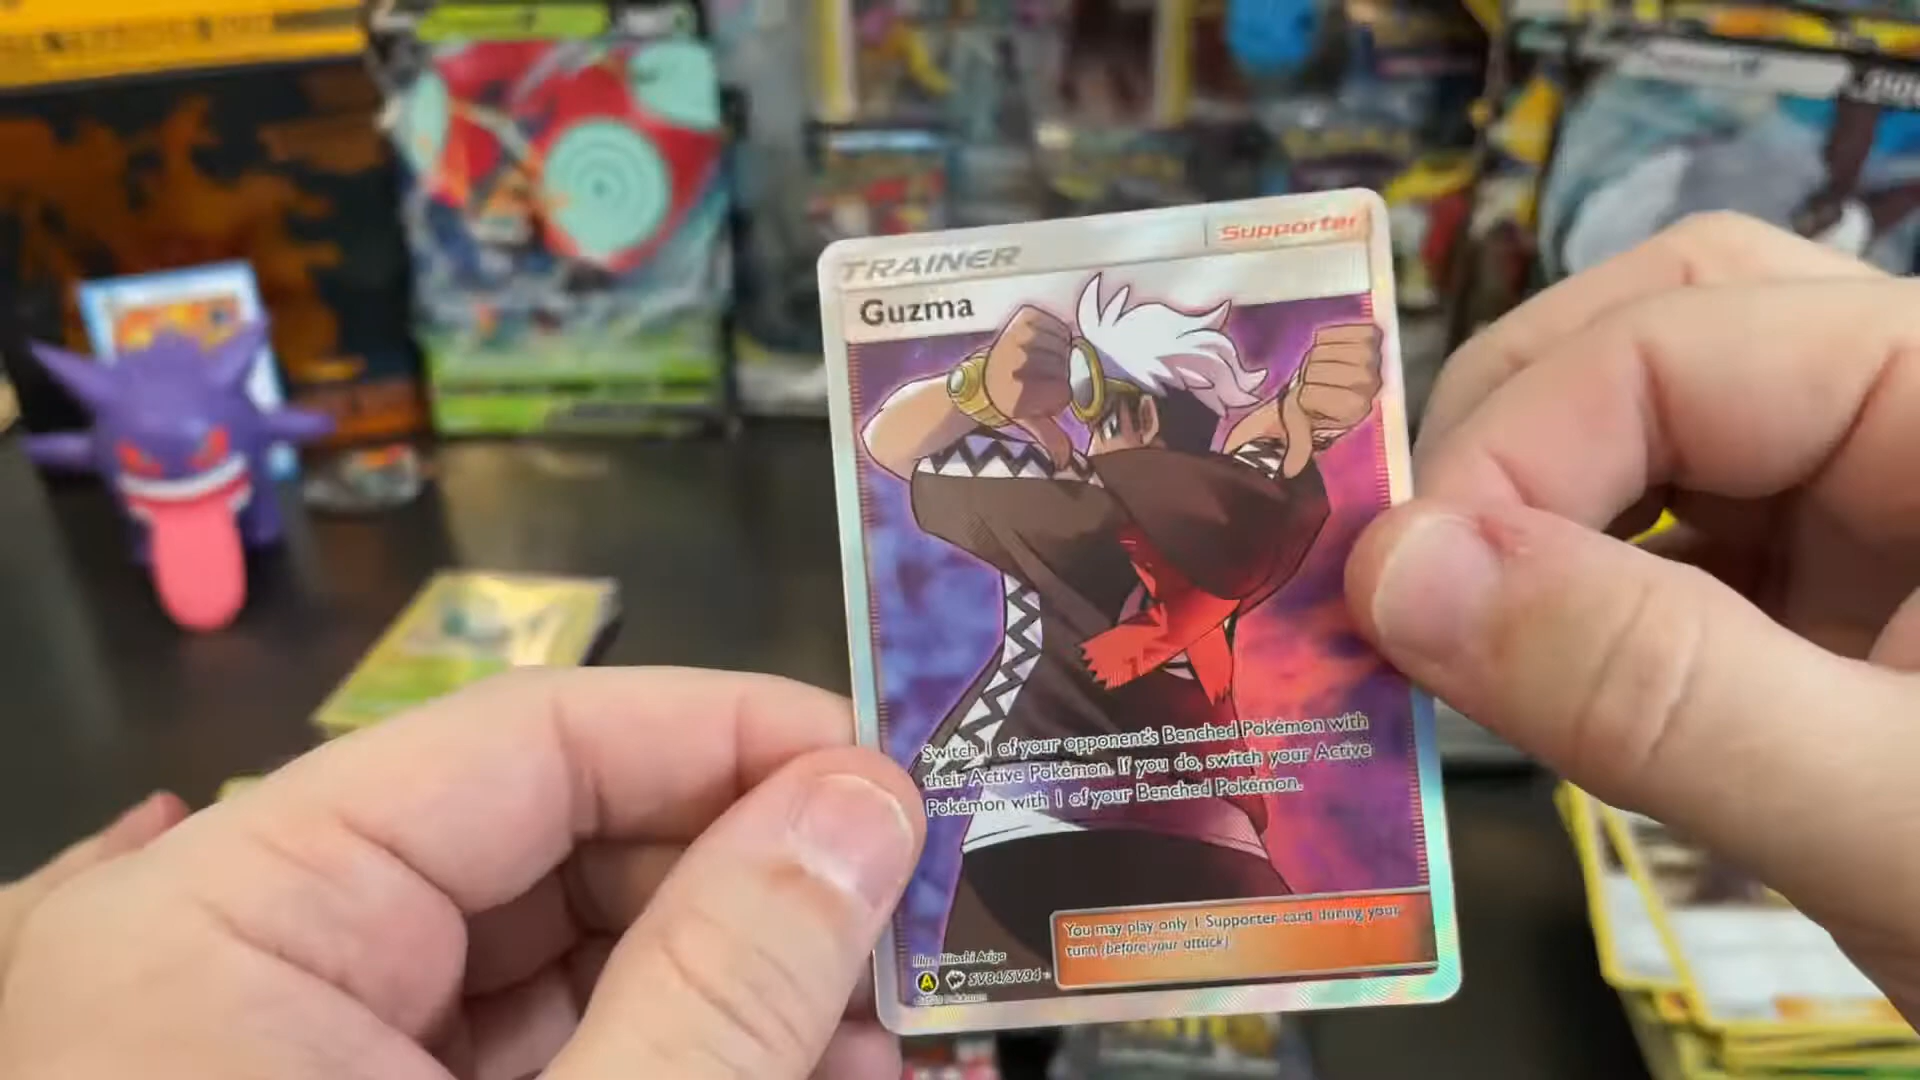 TRAINER
Supporter
Guzma
Switch 1 of your opponent's Benched Pokémon with
their Active Pokémon. If you do, switch your Active
Pokémon with 1 of your Benched Pokémon.
You may play only 1 Supporter card during your
turn (before your attack).
Illus. Hitoshi Ariga
A SV84/SV94